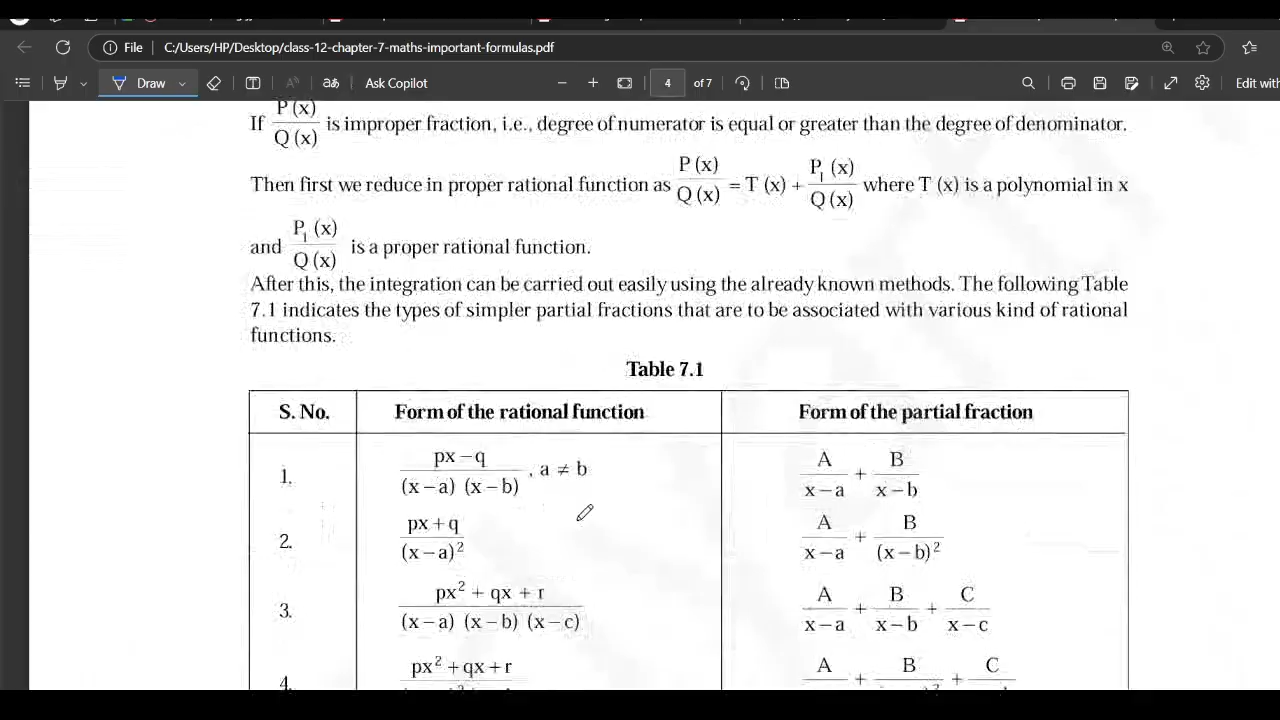 File | C:/Users/HP/Desktop/class-12-chapter-7-maths-important-formulas.pdf
Draw aあ Ask Copilot 4 of 7 Edit with
If P (x) / Q (x) is improper fraction, i.e., degree of numerator is equal or greater than the degree of denominator.
Then first we reduce in proper rational function as P (x) / Q (x) = T (x) + P₁ (x) / Q (x) where T (x) is a polynomial in x
and P₁ (x) / Q (x) is a proper rational function.
After this, the integration can be carried out easily using the already known methods. The following Table
7.1 indicates the types of simpler partial fractions that are to be associated with various kind of rational
functions.
Table 7.1
S. No. Form of the rational function Form of the partial fraction
1. px – q / (x – a) (x – b) , a ≠ b A / x – a + B / x – b
2. px + q / (x – a)² A / x – a + B / (x – b)²
3. px² + qx + r / (x – a) (x – b) (x – c) A / x – a + B / x – b + C / x – c
4. px² + qx + r A + B + C